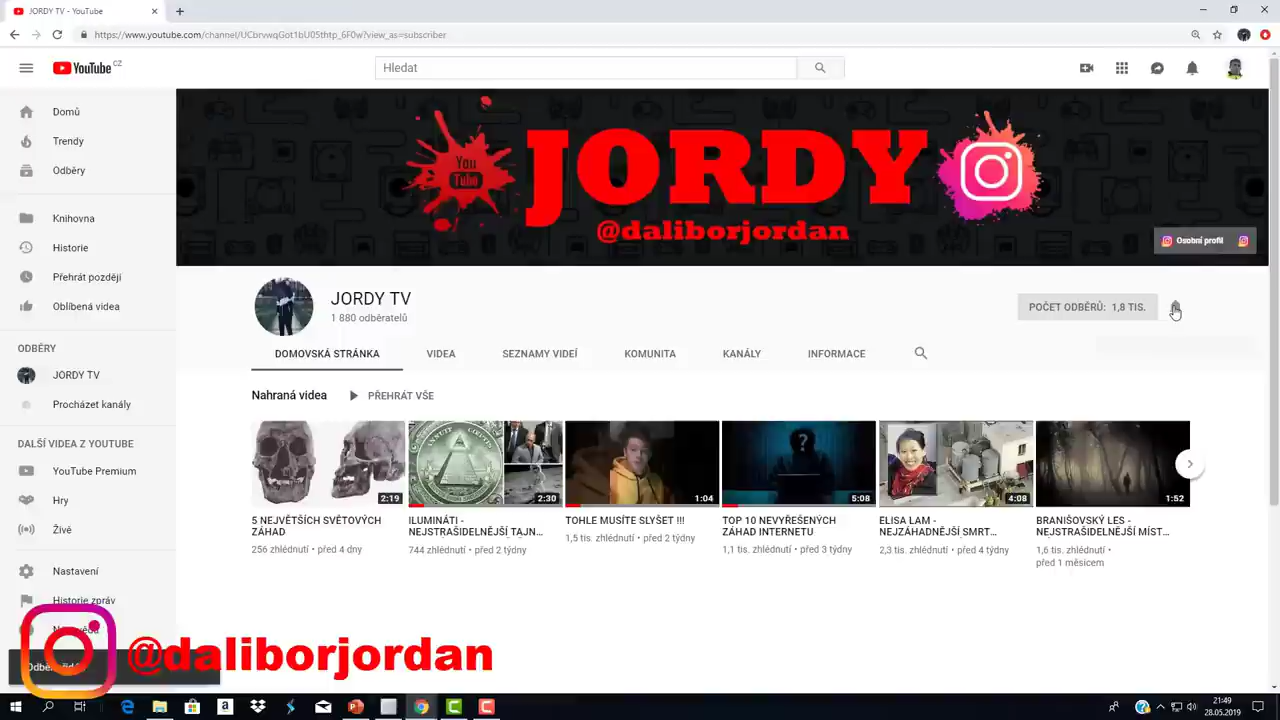 JORDY TV - YouTube
https://www.youtube.com/channel/UCbrvwqGot1bU05thtp_6F0w?view_as=subscriber
YouTube CZ
Hledat
Domů
Trendy
Odběry
Knihovna
Historie
Přehrát později
Oblíbená videa
ODBĚRY
JORDY TV
Procházet kanály
DALŠÍ VIDEA Z YOUTUBE
YouTube Premium
Hry
Živě
Nastavení
Historie zpráv
You Tube
JORDY
@daliborjordan
Osobní profil
JORDY TV
1 880 odběratelů
POČET ODBĚRŮ: 1,8 TIS.
DOMOVSKÁ STRÁNKA
VIDEA
SEZNAMY VIDEÍ
KOMUNITA
KANÁLY
INFORMACE
Nahraná videa
PŘEHRÁT VŠE
2:19
2:30
1:04
?
5:08
4:08
1:52
5 NEJVĚTŠÍCH SVĚTOVÝCH
ZÁHAD
256 zhlédnutí • před 4 dny
ILUMINÁTI -
NEJSTRAŠIDELNĚJŠÍ TAJN...
744 zhlédnutí • před 2 týdny
TOHLE MUSÍTE SLYŠET !!!
1,5 tis. zhlédnutí • před 2 týdny
TOP 10 NEVYŘEŠENÝCH
ZÁHAD INTERNETU
1,1 tis. zhlédnutí • před 3 týdny
ELISA LAM -
NEJZÁHADNĚJŠÍ SMRT...
2,3 tis. zhlédnutí • před 4 týdny
BRANIŠOVSKÝ LES -
NEJSTRAŠIDELNĚJŠÍ MÍST...
1,6 tis. zhlédnutí •
před 1 měsícem
@daliborjordan
21:49
28.05.2019